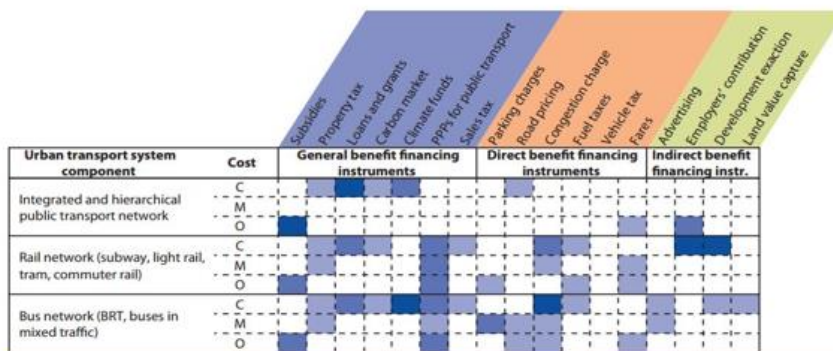 Subsidies
Property tax
Loans and grants
Carbon market
Climate funds
PPPs for public transport
Sales tax
Parking charges
Road pricing
Congestion charge
Fuel taxes
Vehicle tax
Fares
Advertising
Employers' contribution
Development exaction
Land value capture
Urban transport system
component
Cost
General benefit financing
instruments
Direct benefit financing
instruments
Indirect benefit
financing instr.
Integrated and hierarchical
public transport network
C
M
O
Rail network (subway, light rail,
tram, commuter rail)
C
M
O
Bus network (BRT, buses in
mixed traffic)
C
M
O